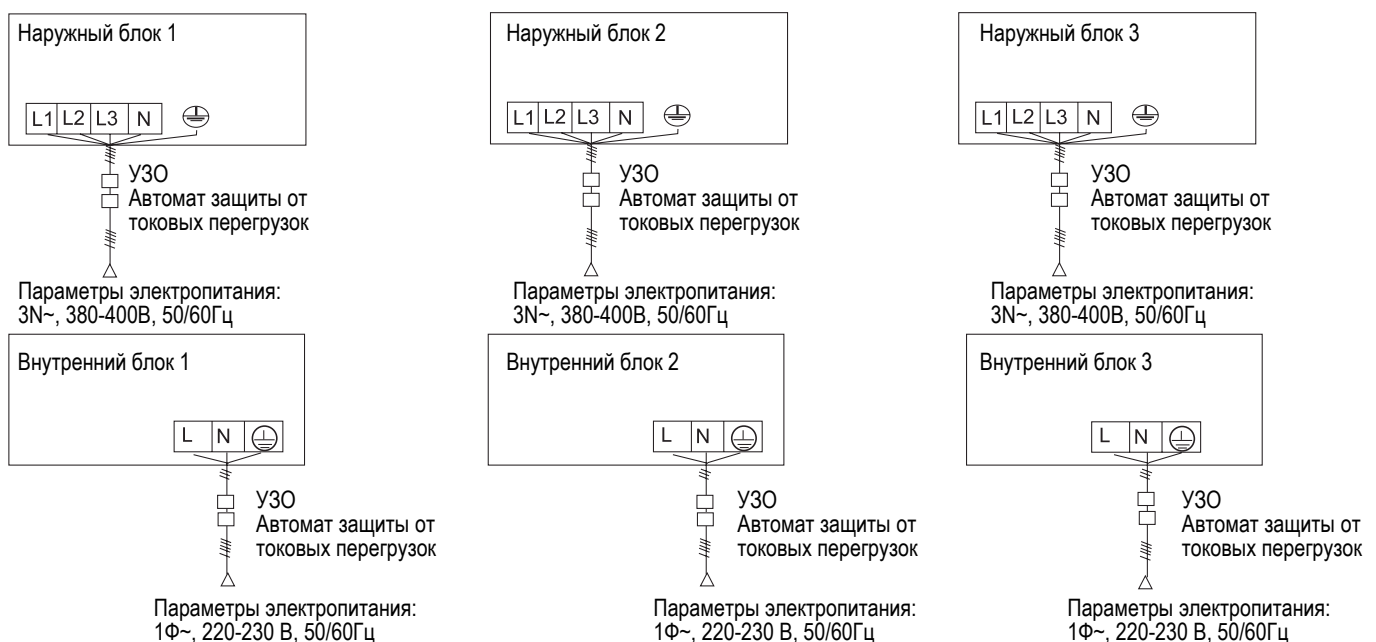 Наружный блок 1
L1 L2 L3 N
УЗО
Автомат защиты от
токовых перегрузок
Параметры электропитания:
3N~, 380-400В, 50/60Гц
Наружный блок 2
L1 L2 L3 N
УЗО
Автомат защиты от
токовых перегрузок
Параметры электропитания:
3N~, 380-400В, 50/60Гц
Наружный блок 3
L1 L2 L3 N
УЗО
Автомат защиты от
токовых перегрузок
Параметры электропитания:
3N~, 380-400В, 50/60Гц
Внутренний блок 1
L N
УЗО
Автомат защиты от
токовых перегрузок
Параметры электропитания:
1Ф~, 220-230 В, 50/60Гц
Внутренний блок 2
L N
УЗО
Автомат защиты от
токовых перегрузок
Параметры электропитания:
1Ф~, 220-230 В, 50/60Гц
Внутренний блок 3
L N
УЗО
Автомат защиты от
токовых перегрузок
Параметры электропитания:
1Ф~, 220-230 В, 50/60Гц